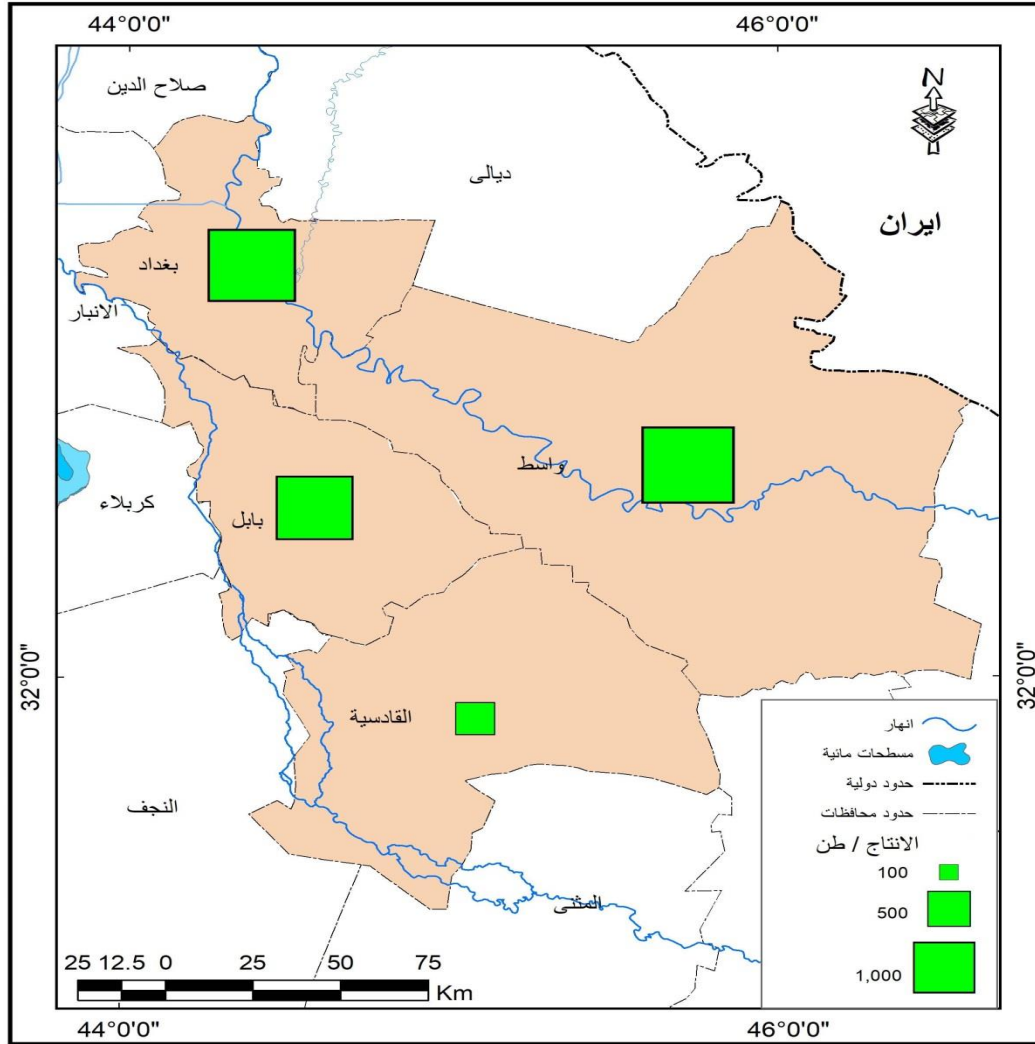 44°0'0"
46°0'0"
N
صلاح الدين
ديالى
ايران
بغداد
الانبار
واسط
كربلاء
بابل
32°0'0"
32°0'0"
القادسية
النجف
المثنى
انهار
مسطحات مائية
حدود دولية
حدود محافظات
الانتاج / طن
100
500
1,000
25 12.5 0 25 50 75
Km
44°0'0"
46°0'0"